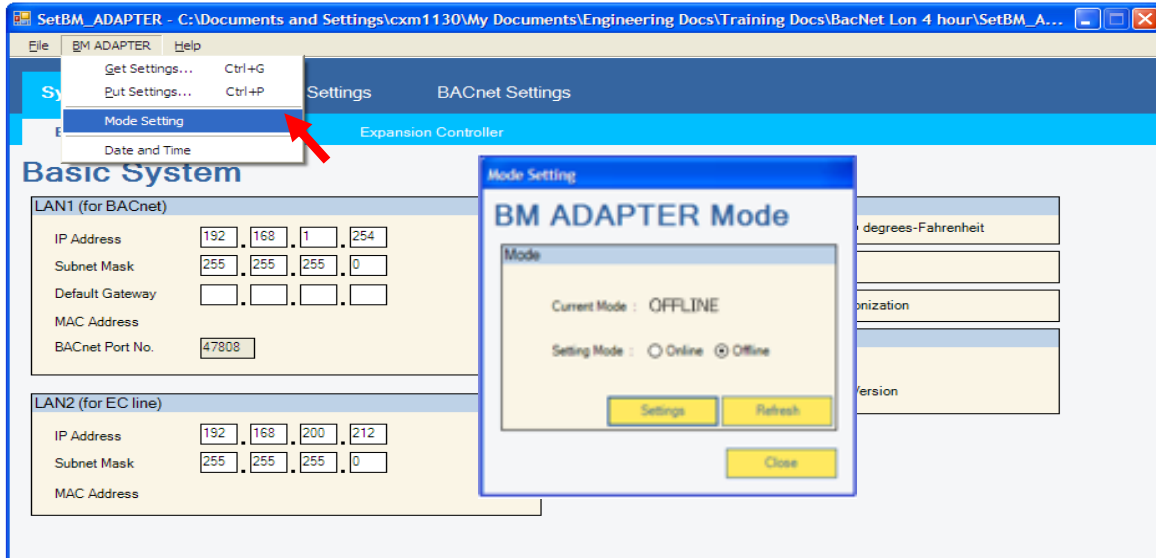 SetBM_ADAPTER - C:\Documents and Settings\cxm1130\My Documents\Engineering Docs\Training Docs\BacNet Lon 4 hour\SetBM_A...
File BM ADAPTER Help
Get Settings... Ctrl+G
Put Settings... Ctrl+P
Mode Setting
Date and Time
Sy Settings BACnet Settings
Expansion Controller
Basic System
LAN1 (for BACnet)
IP Address 192 . 168 . 1 . 254
Subnet Mask 255 . 255 . 255 . 0
Default Gateway . . .
MAC Address
BACnet Port No. 47808
LAN2 (for EC line)
IP Address 192 . 168 . 200 . 212
Subnet Mask 255 . 255 . 255 . 0
MAC Address
Mode Setting
BM ADAPTER Mode
Mode
Current Mode : OFFLINE
Setting Mode : Online Offline
Settings Refresh
Close
degrees-Fahrenheit
onization
Version